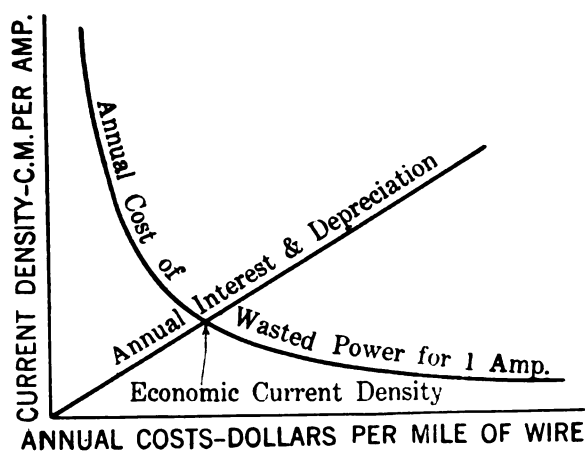 CURRENT DENSITY-C.M. PER AMP.
Annual Cost of
Wasted Power for 1 Amp.
Annual Interest & Depreciation
Economic Current Density
ANNUAL COSTS-DOLLARS PER MILE OF WIRE